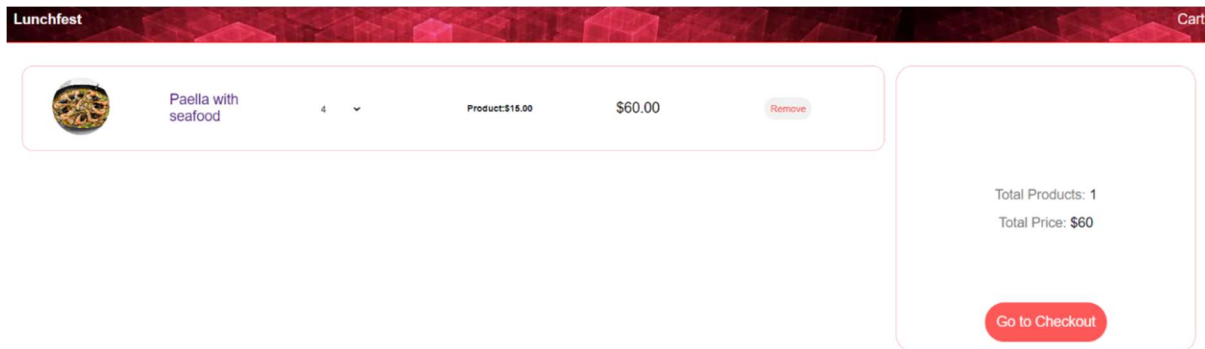 Lunchfest
Cart
Paella with
seafood
4
Product:$15.00
$60.00
Remove
Total Products: 1
Total Price: $60
Go to Checkout